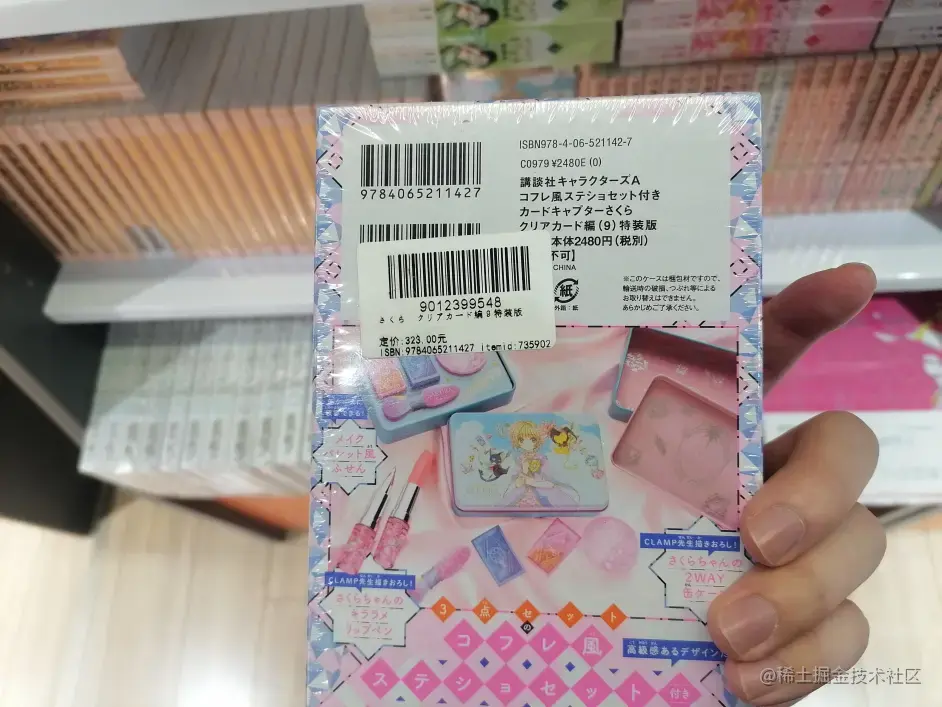 ISBN978-4-06-521142-7
C0979 ¥2480E (0)
9784065211427
講談社キャラクターズA
コフレ風ステショセット付き
カードキャプターさくら
クリアカード編(9)特装版
本体2480円(税別)
不可】
CHINA
紙
外箱:紙
※このケースは梱包材ですので、
輸送時の破損、つぶれ等による
お取り替えはできません。
あらかじめご了承ください。
9012399548
さくら クリアカード編9特装版
定价:323.00元
ISBN:9784065211427 itemid:735902
メイク
パレット風
ふせん
CLAMP先生描きおろし!
さくらちゃんの
2WAY
缶ケース
CLAMP先生描きおろし!
さくらちゃんの
キララメ
リップペン
3点セット
の
コフレ風
ステショセット
付き
高級感あるデザイン
@稀土掘金技术社区